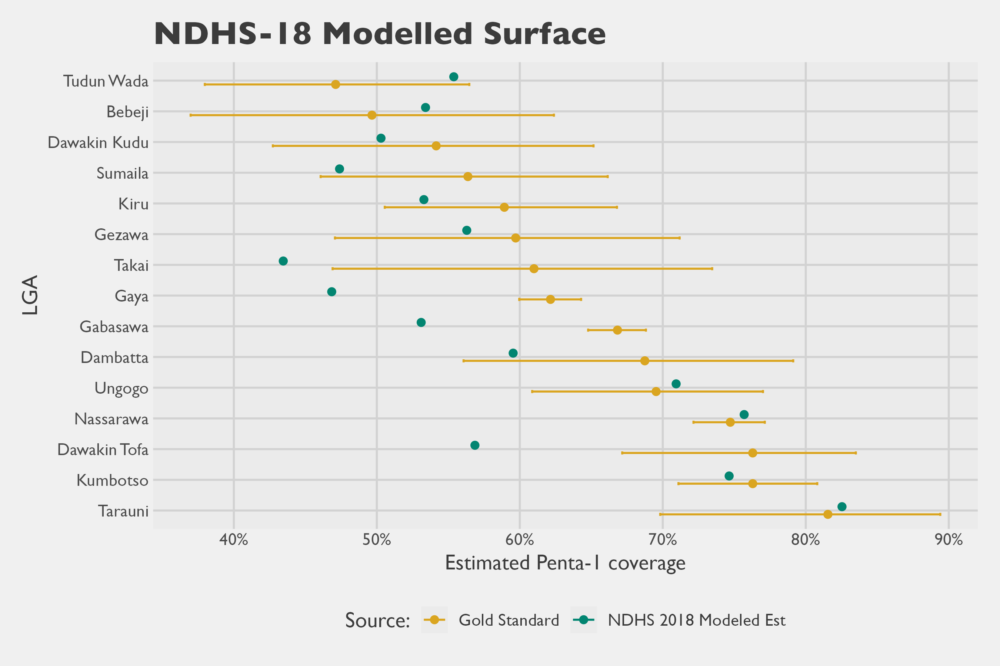 NDHS-18 Modelled Surface
LGA
Tudun Wada
Bebeji
Dawakin Kudu
Sumaila
Kiru
Gezawa
Takai
Gaya
Gabasawa
Dambatta
Ungogo
Nassarawa
Dawakin Tofa
Kumbotso
Tarauni
40% 50% 60% 70% 80% 90%
Estimated Penta-1 coverage
Source: Gold Standard NDHS 2018 Modeled Est